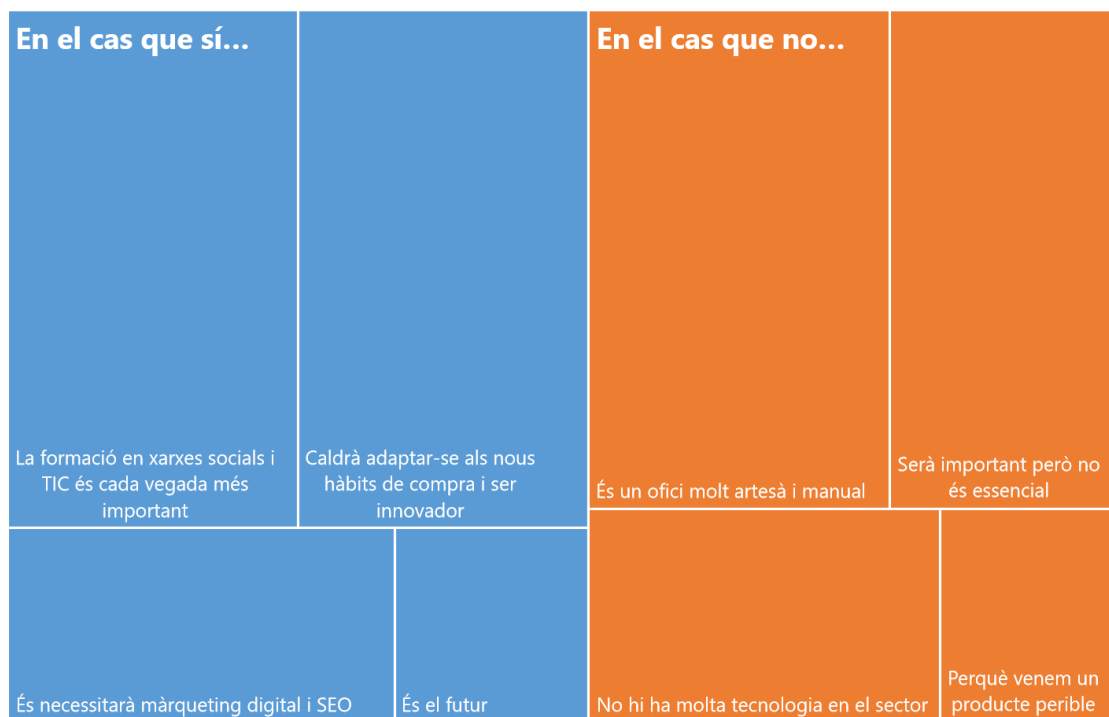 En el cas que sí...
La formació en xarxes socials i
TIC és cada vegada més
important
Caldrà adaptar-se als nous
hàbits de compra i ser
innovador
És necessitarà màrqueting digital i SEO
És el futur
En el cas que no...
És un ofici molt artesà i manual
Serà important però no
és essencial
No hi ha molta tecnologia en el sector
Perquè venem un
producte perible